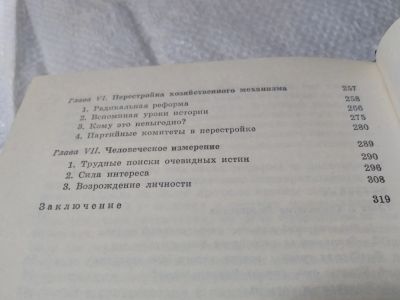 Глава VI. Перестройка хозяйственного механизма 257
1. Радикальная реформа 258
2. Вспоминая уроки истории 266
3. Кому это невыгодно? 275
4. Партийные комитеты в перестройке 280
Глава VII. Человеческое измерение 289
1. Трудные поиски очевидных истин 290
2. Сила интереса 296
3. Возрождение личности 308
Заключение 319